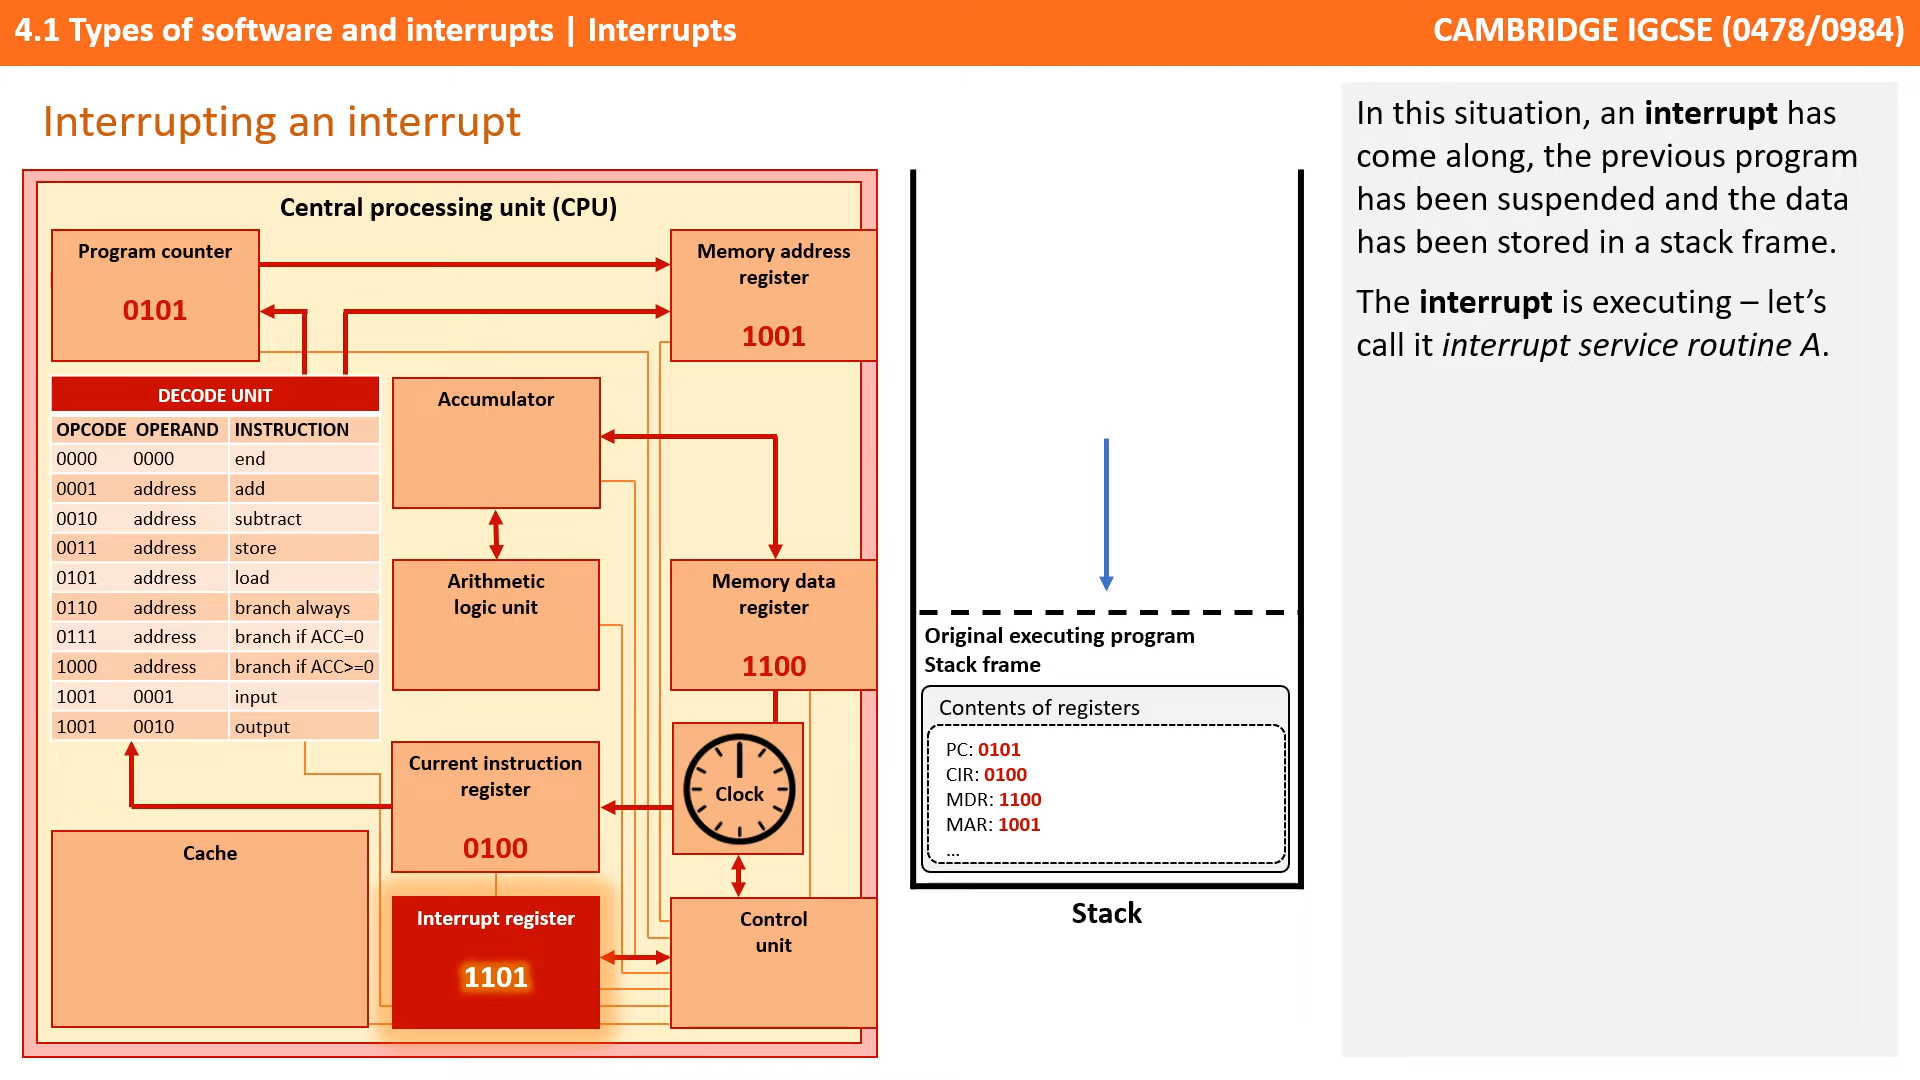 4.1 Types of software and interrupts | Interrupts
CAMBRIDGE IGCSE (0478/0984)
Interrupting an interrupt
Central processing unit (CPU)
Program counter
0101
Memory address
register
1001
DECODE UNIT
OPCODE OPERAND INSTRUCTION
0000 0000 end
0001 address add
0010 address subtract
0011 address store
0101 address load
0110 address branch always
0111 address branch if ACC=0
1000 address branch if ACC>=0
1001 0001 input
1001 0010 output
Accumulator
Arithmetic
logic unit
Memory data
register
1100
Current instruction
register
0100
Clock
Cache
Interrupt register
1101
Control
unit
Original executing program
Stack frame
Contents of registers
PC: 0101
CIR: 0100
MDR: 1100
MAR: 1001
...
Stack
In this situation, an interrupt has
come along, the previous program
has been suspended and the data
has been stored in a stack frame.
The interrupt is executing – let’s
call it interrupt service routine A.